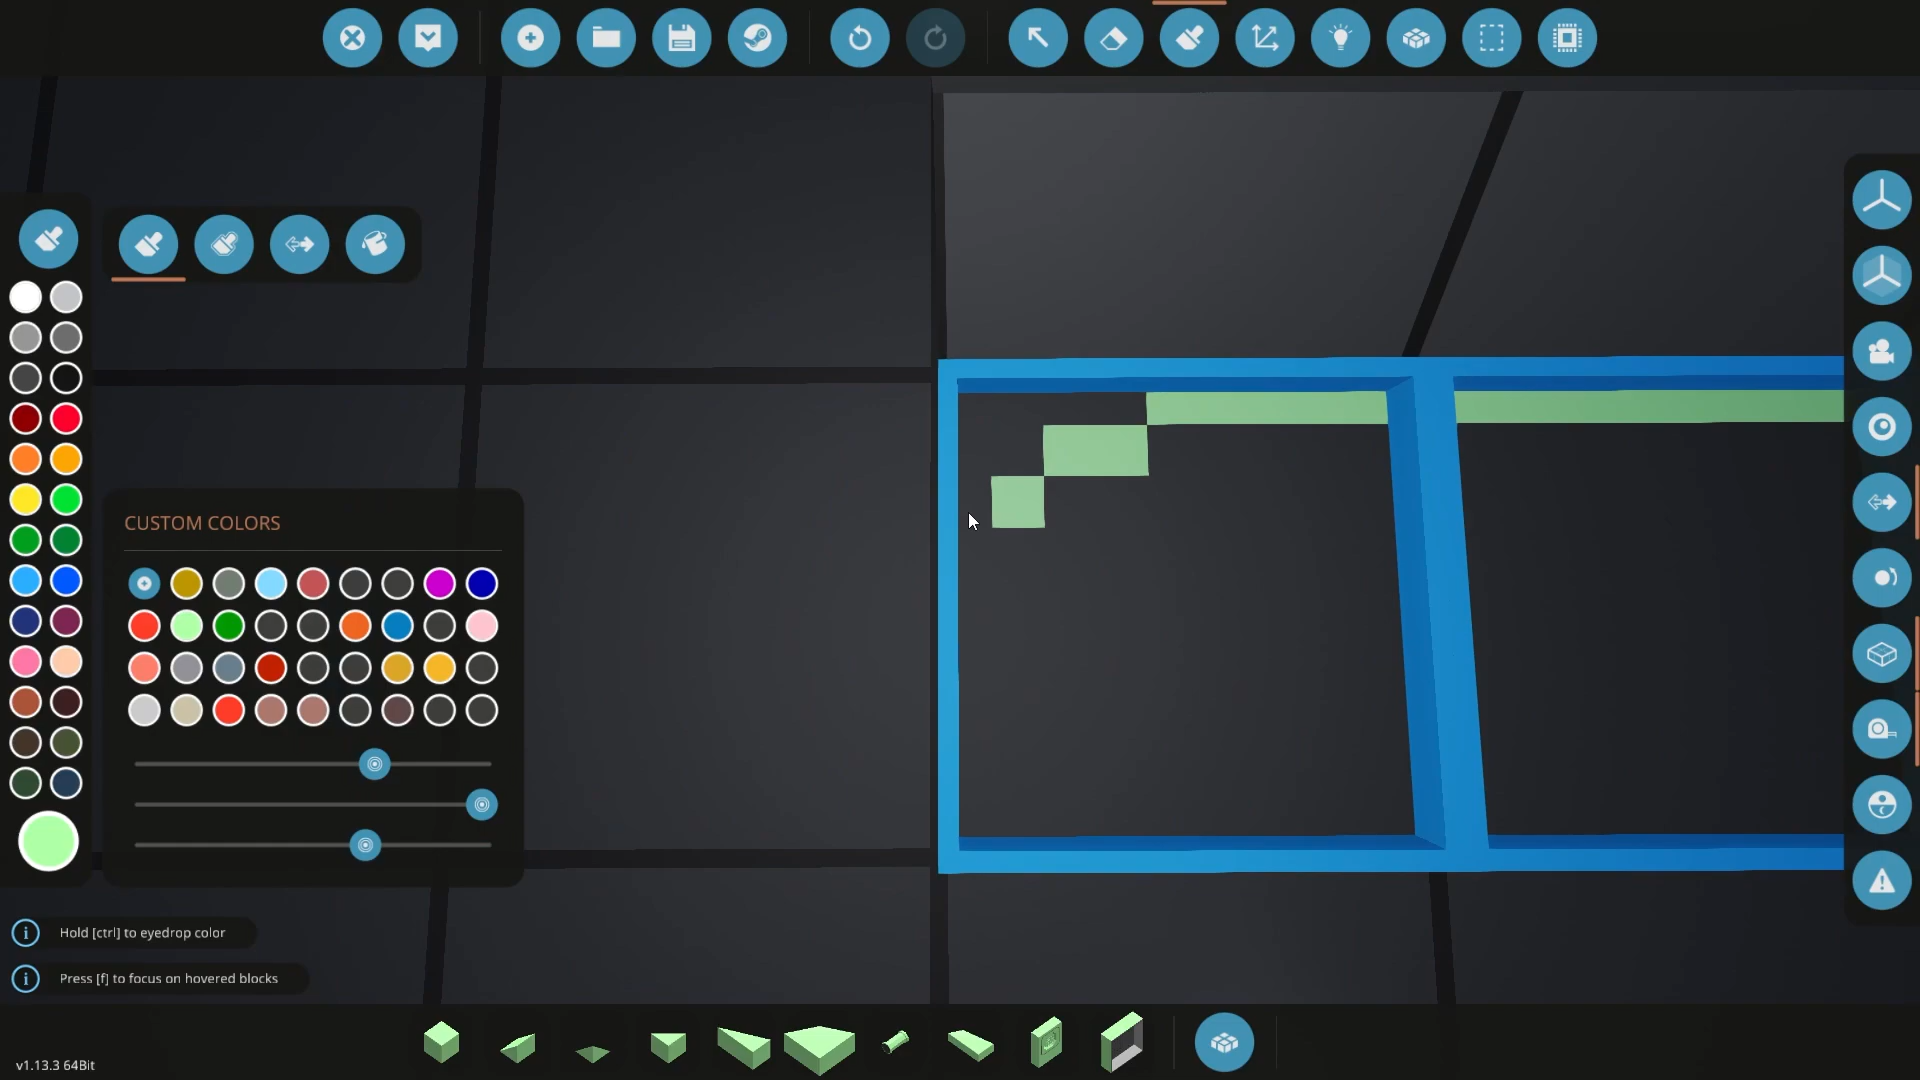 CUSTOM COLORS
Hold [ctrl] to eyedrop color
Press [f] to focus on hovered blocks
v1.13.3 64Bit